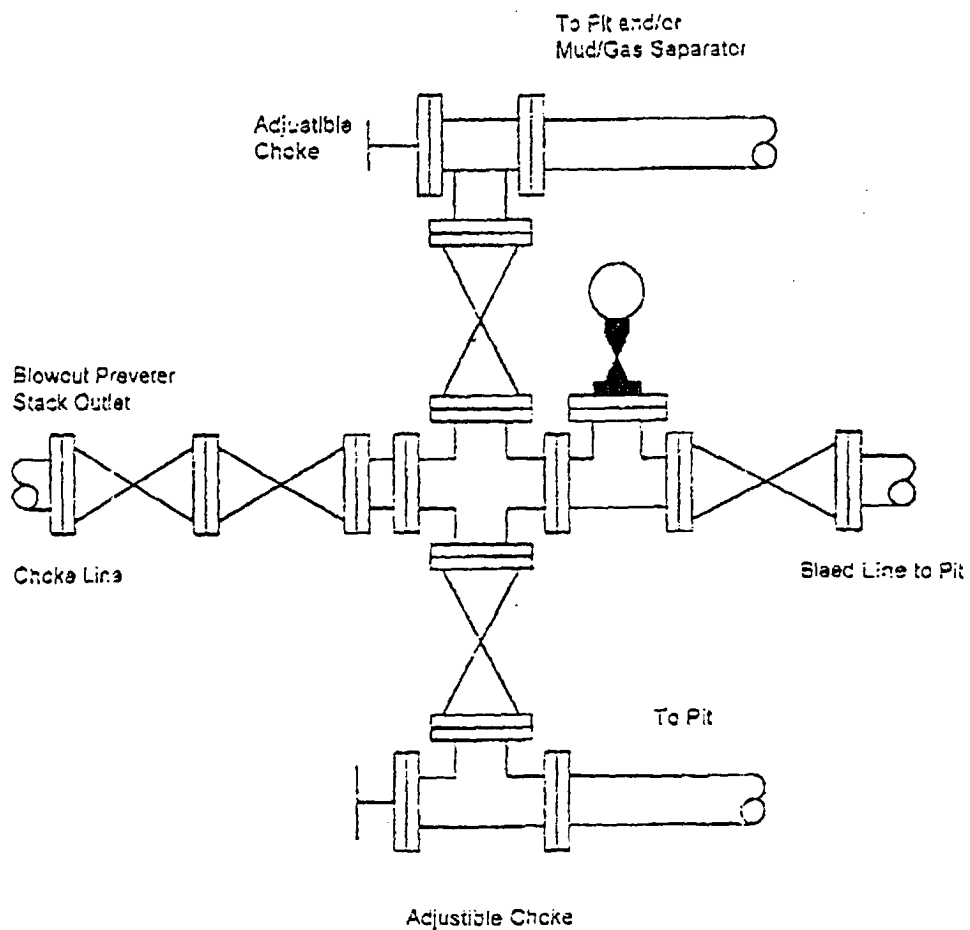 To Pit and/or
Mud/Gas Separator
Adjustible
Choke
Blowout Preveter
Stack Outlet
Choke Line
Bleed Line to Pit
To Pit
Adjustible Choke